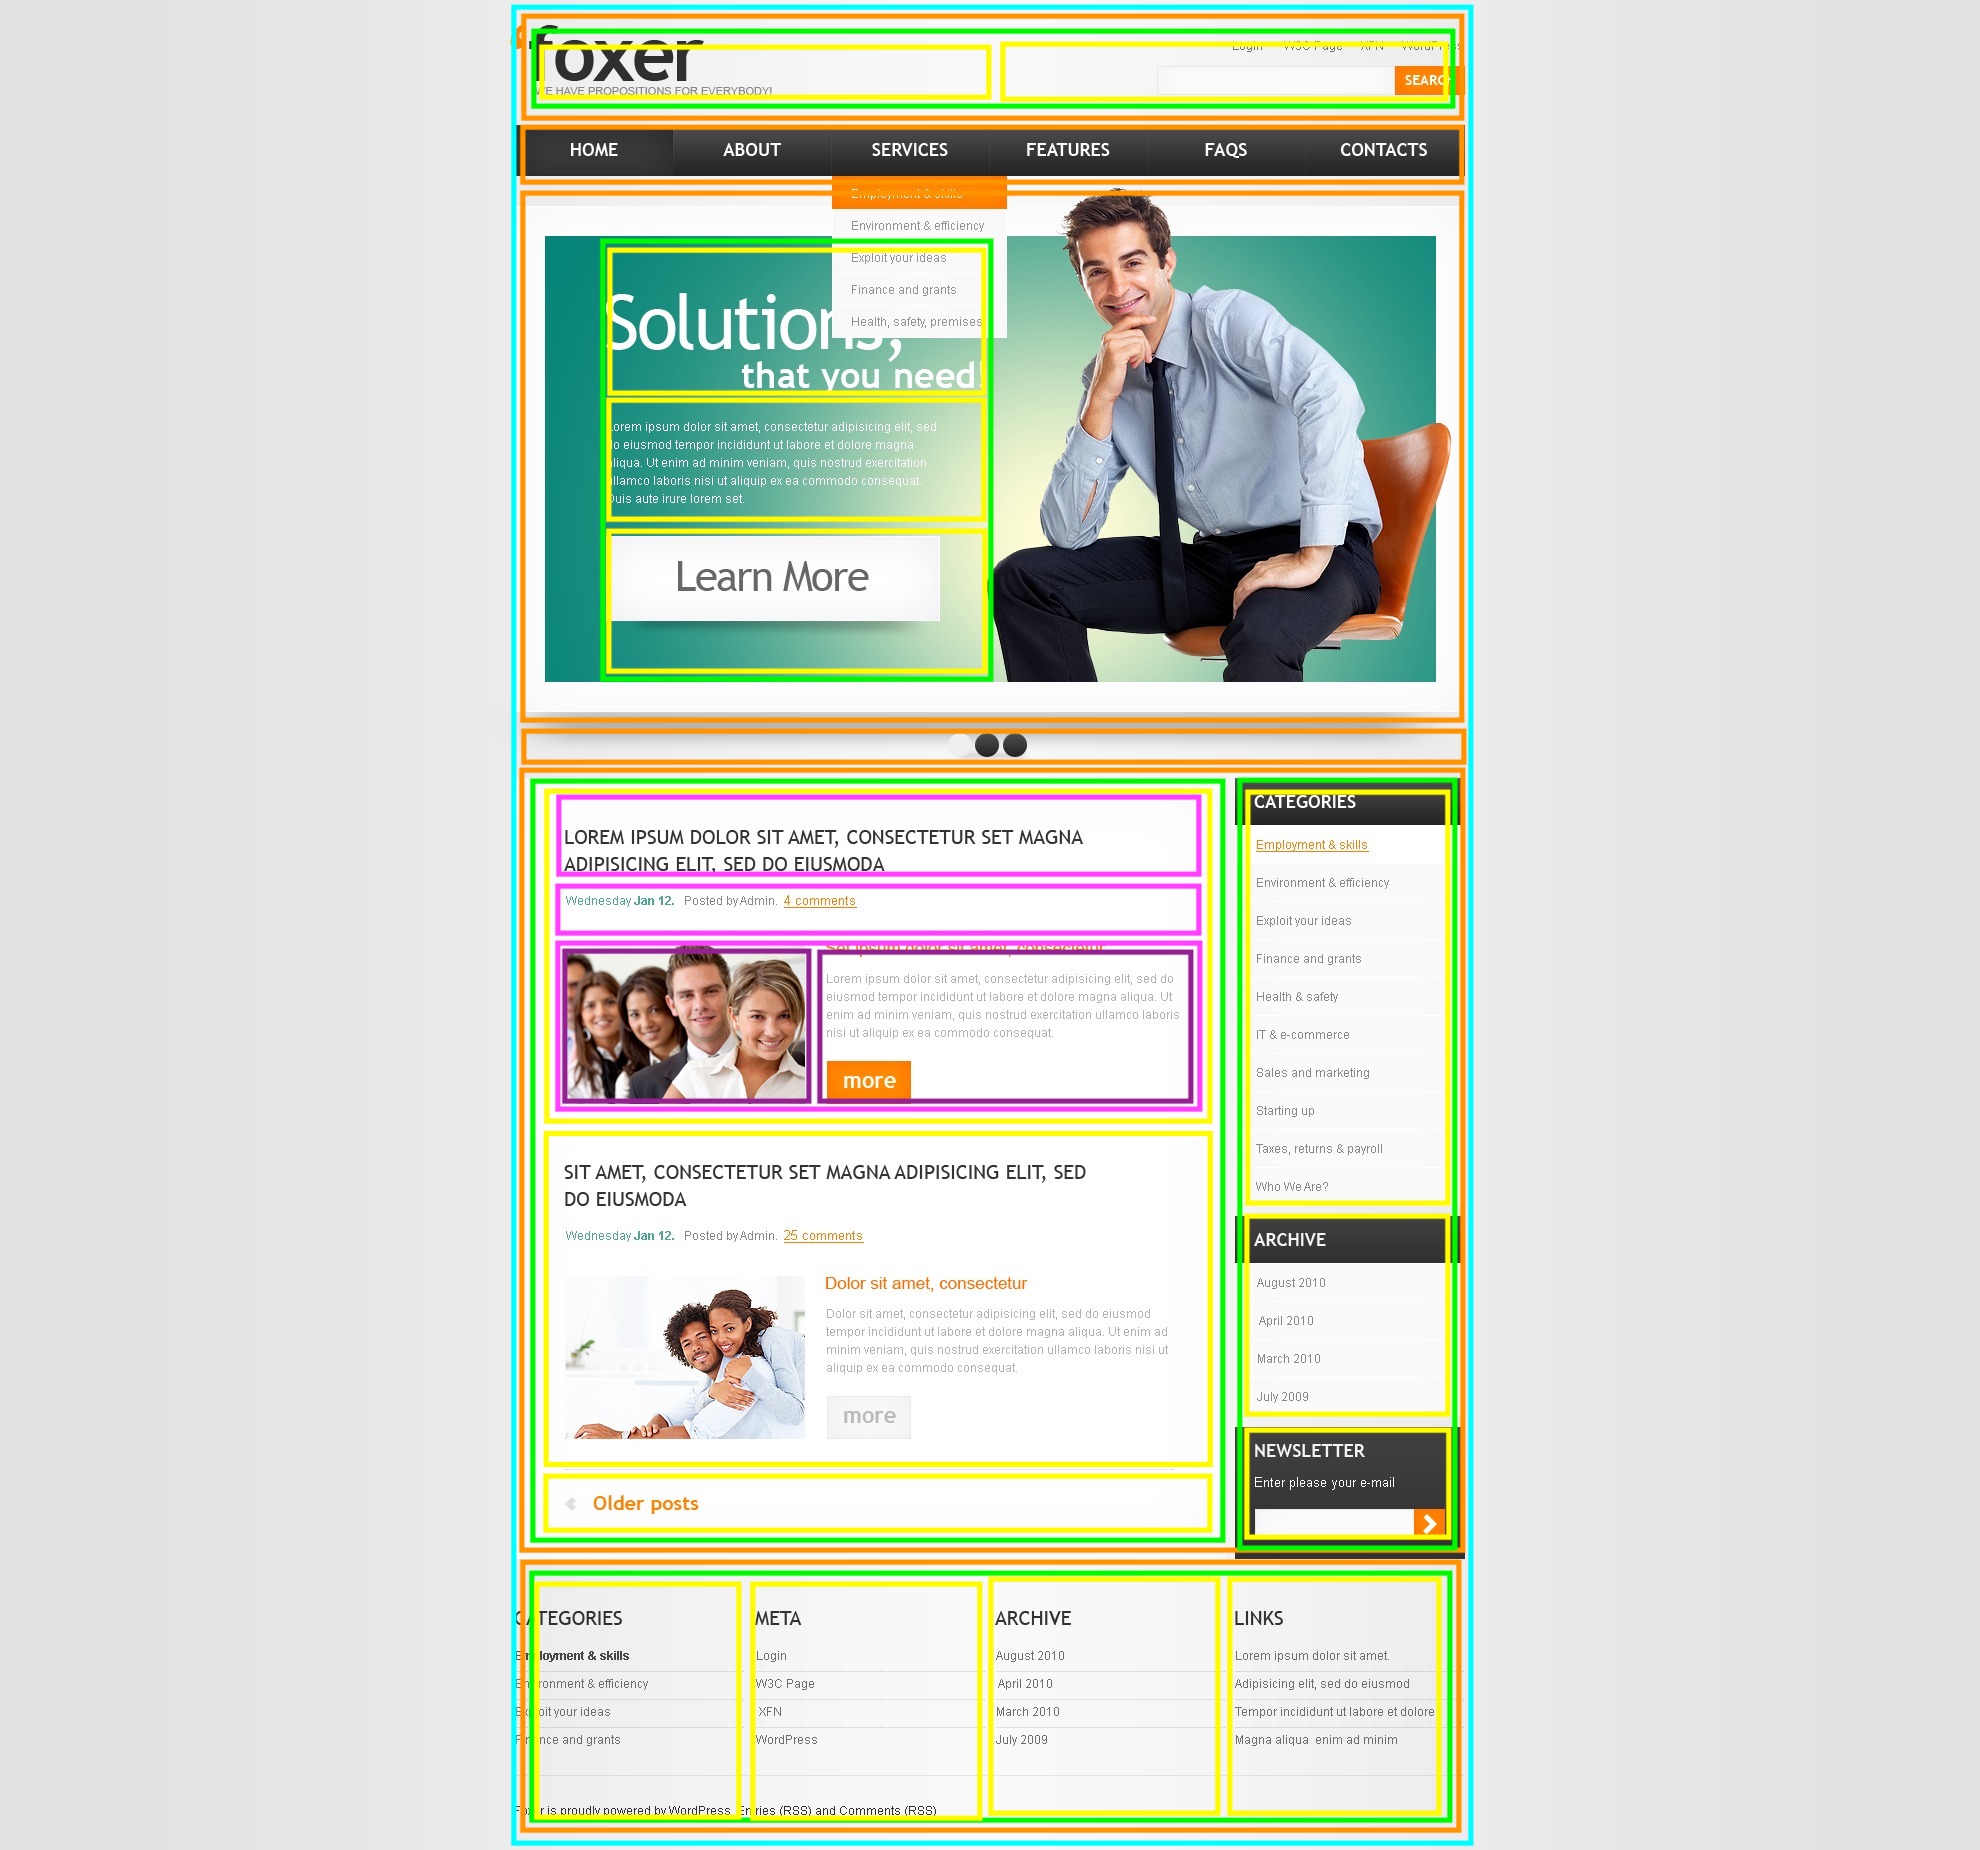 foxer
WE HAVE PROPOSITIONS FOR EVERYBODY!
Login W3C Page XFN WordPress
SEARCH
HOME ABOUT SERVICES FEATURES FAQS CONTACTS
Employment & skills
Environment & efficiency
Exploit your ideas
Finance and grants
Health, safety, premises
Solutions,
that you need!
Lorem ipsum dolor sit amet, consectetur adipisicing elit, sed
do eiusmod tempor incididunt ut labore et dolore magna
aliqua. Ut enim ad minim veniam, quis nostrud exercitation
ullamco laboris nisi ut aliquip ex ea commodo consequat.
Duis aute irure lorem set.
Learn More
LOREM IPSUM DOLOR SIT AMET, CONSECTETUR SET MAGNA
ADIPISICING ELIT, SED DO EIUSMODA
Wednesday Jan 12. Posted by Admin. 4 comments
Set ipsum dolor sit amet, consectetur
Lorem ipsum dolor sit amet, consectetur adipisicing elit, sed do
eiusmod tempor incididunt ut labore et dolore magna aliqua. Ut
enim ad minim veniam, quis nostrud exercitation ullamco laboris
nisi ut aliquip ex ea commodo consequat.
more
SIT AMET, CONSECTETUR SET MAGNA ADIPISICING ELIT, SED
DO EIUSMODA
Wednesday Jan 12. Posted by Admin. 25 comments
Dolor sit amet, consectetur
Dolor sit amet, consectetur adipisicing elit, sed do eiusmod
tempor incididunt ut labore et dolore magna aliqua. Ut enim ad
minim veniam, quis nostrud exercitation ullamco laboris nisi ut
aliquip ex ea commodo consequat.
more
Older posts
CATEGORIES
Employment & skills
Environment & efficiency
Exploit your ideas
Finance and grants
Health & safety
IT & e-commerce
Sales and marketing
Starting up
Taxes, returns & payroll
Who We Are?
ARCHIVE
August 2010
April 2010
March 2010
July 2009
NEWSLETTER
Enter please your e-mail
CATEGORIES
Employment & skills
Environment & efficiency
Exploit your ideas
Finance and grants
META
Login
W3C Page
XFN
WordPress
ARCHIVE
August 2010
April 2010
March 2010
July 2009
LINKS
Lorem ipsum dolor sit amet.
Adipisicing elit, sed do eiusmod
Tempor incididunt ut labore et dolore
Magna aliqua enim ad minim
Foxer is proudly powered by WordPress Entries (RSS) and Comments (RSS)